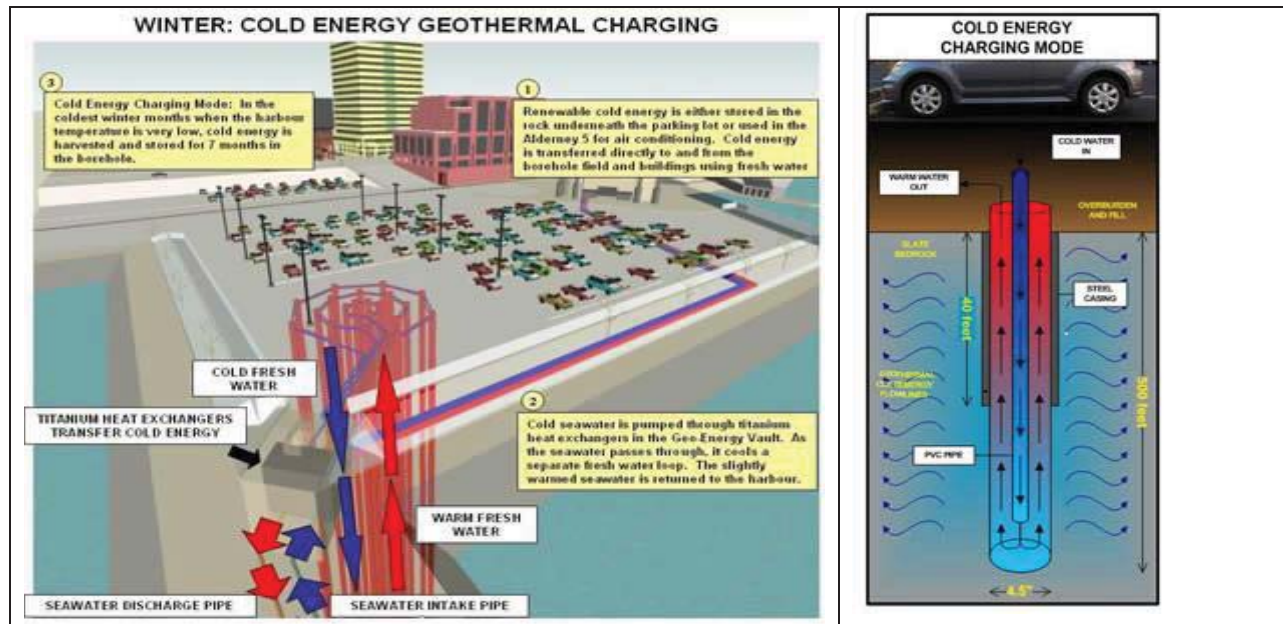 WINTER: COLD ENERGY GEOTHERMAL CHARGING
3
Cold Energy Charging Mode: In the
coldest winter months when the harbour
temperature is very low, cold energy is
harvested and stored for 7 months in
the borehole.
1
Renewable cold energy is either stored in the
rock underneath the parking lot or used in the
Alderney 5 for air conditioning. Cold energy
is transferred directly to and from the
borehole field and buildings using fresh water
COLD FRESH
WATER
TITANIUM HEAT EXCHANGERS
TRANSFER COLD ENERGY
2
Cold seawater is pumped through titanium
heat exchangers in the Geo-Energy Vault. As
the seawater passes through, it cools a
separate fresh water loop. The slightly
warmed seawater is returned to the harbour.
WARM FRESH
WATER
SEAWATER DISCHARGE PIPE
SEAWATER INTAKE PIPE
COLD ENERGY
CHARGING MODE
COLD WATER
IN
WARM WATER
OUT
OVERBURDEN
AND FILL
SLATE
BEDROCK
STEEL
CASING
40 feet
GEOTHERMAL
FLOWLINES
500 feet
PVC PIPE
4.5"